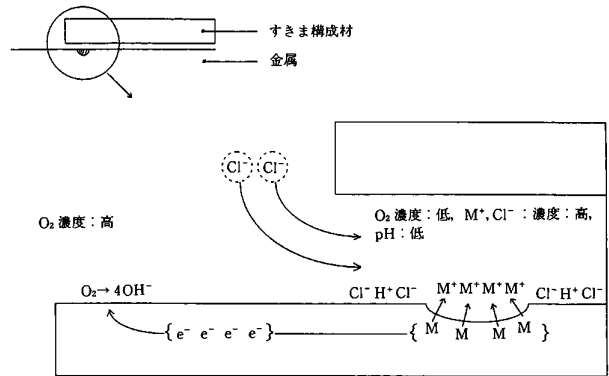 すきま構成材
金属
Cl⁻ Cl⁻
O₂ 濃度：高
O₂ 濃度：低, M⁺, Cl⁻：濃度：高,
pH：低
O₂→ 4OH⁻
Cl⁻ H⁺ Cl⁻
M⁺ M⁺ M⁺ M⁺
Cl⁻ H⁺ Cl⁻
{ e⁻ e⁻ e⁻ e⁻ }
{ M M M M }